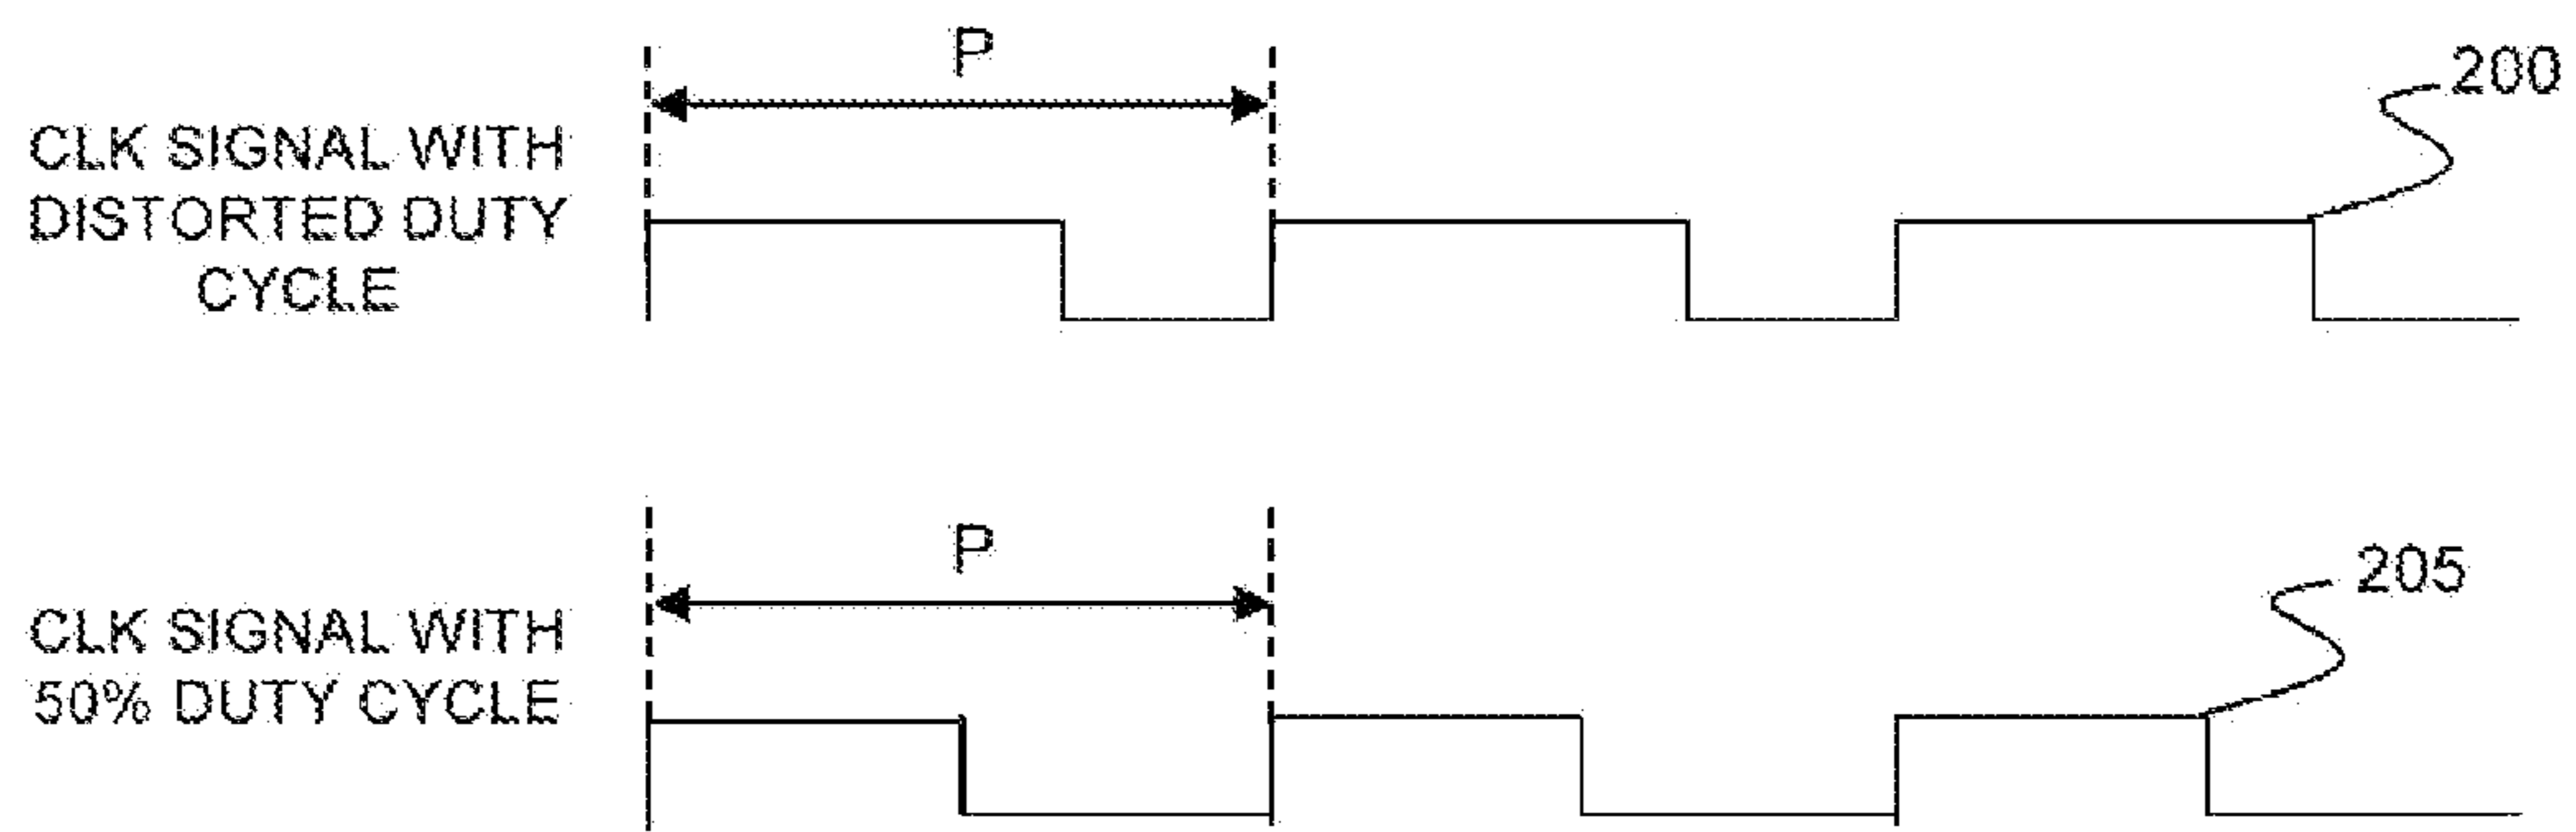 P
200
CLK SIGNAL WITH
DISTORTED DUTY
CYCLE
P
205
CLK SIGNAL WITH
50% DUTY CYCLE